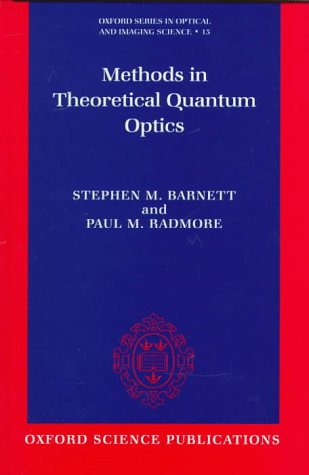 OXFORD SERIES IN OPTICAL
AND IMAGING SCIENCE • 15
Methods in
Theoretical Quantum
Optics
STEPHEN M. BARNETT
and
PAUL M. RADMORE
OXFORD SCIENCE PUBLICATIONS